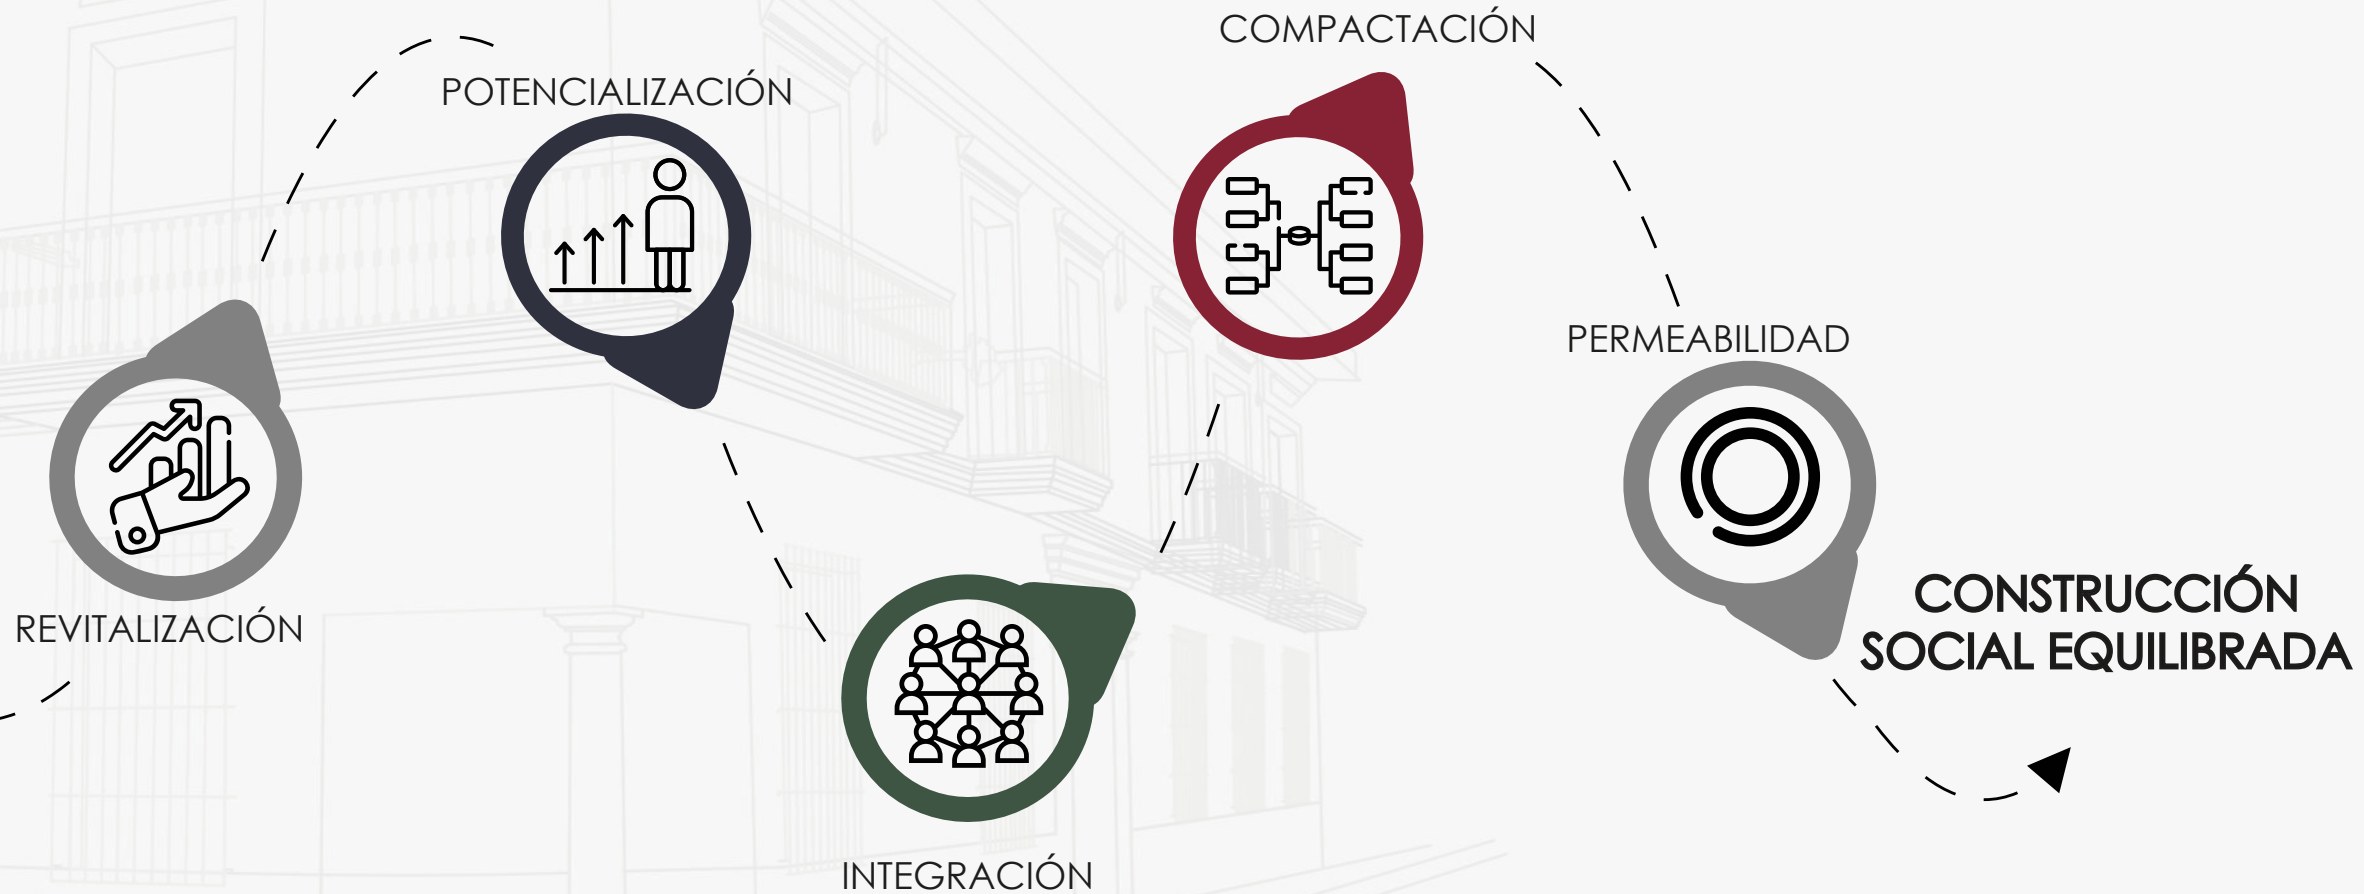 REVITALIZACIÓN
POTENCIALIZACIÓN
INTEGRACIÓN
COMPACTACIÓN
PERMEABILIDAD
CONSTRUCCIÓN
SOCIAL EQUILIBRADA